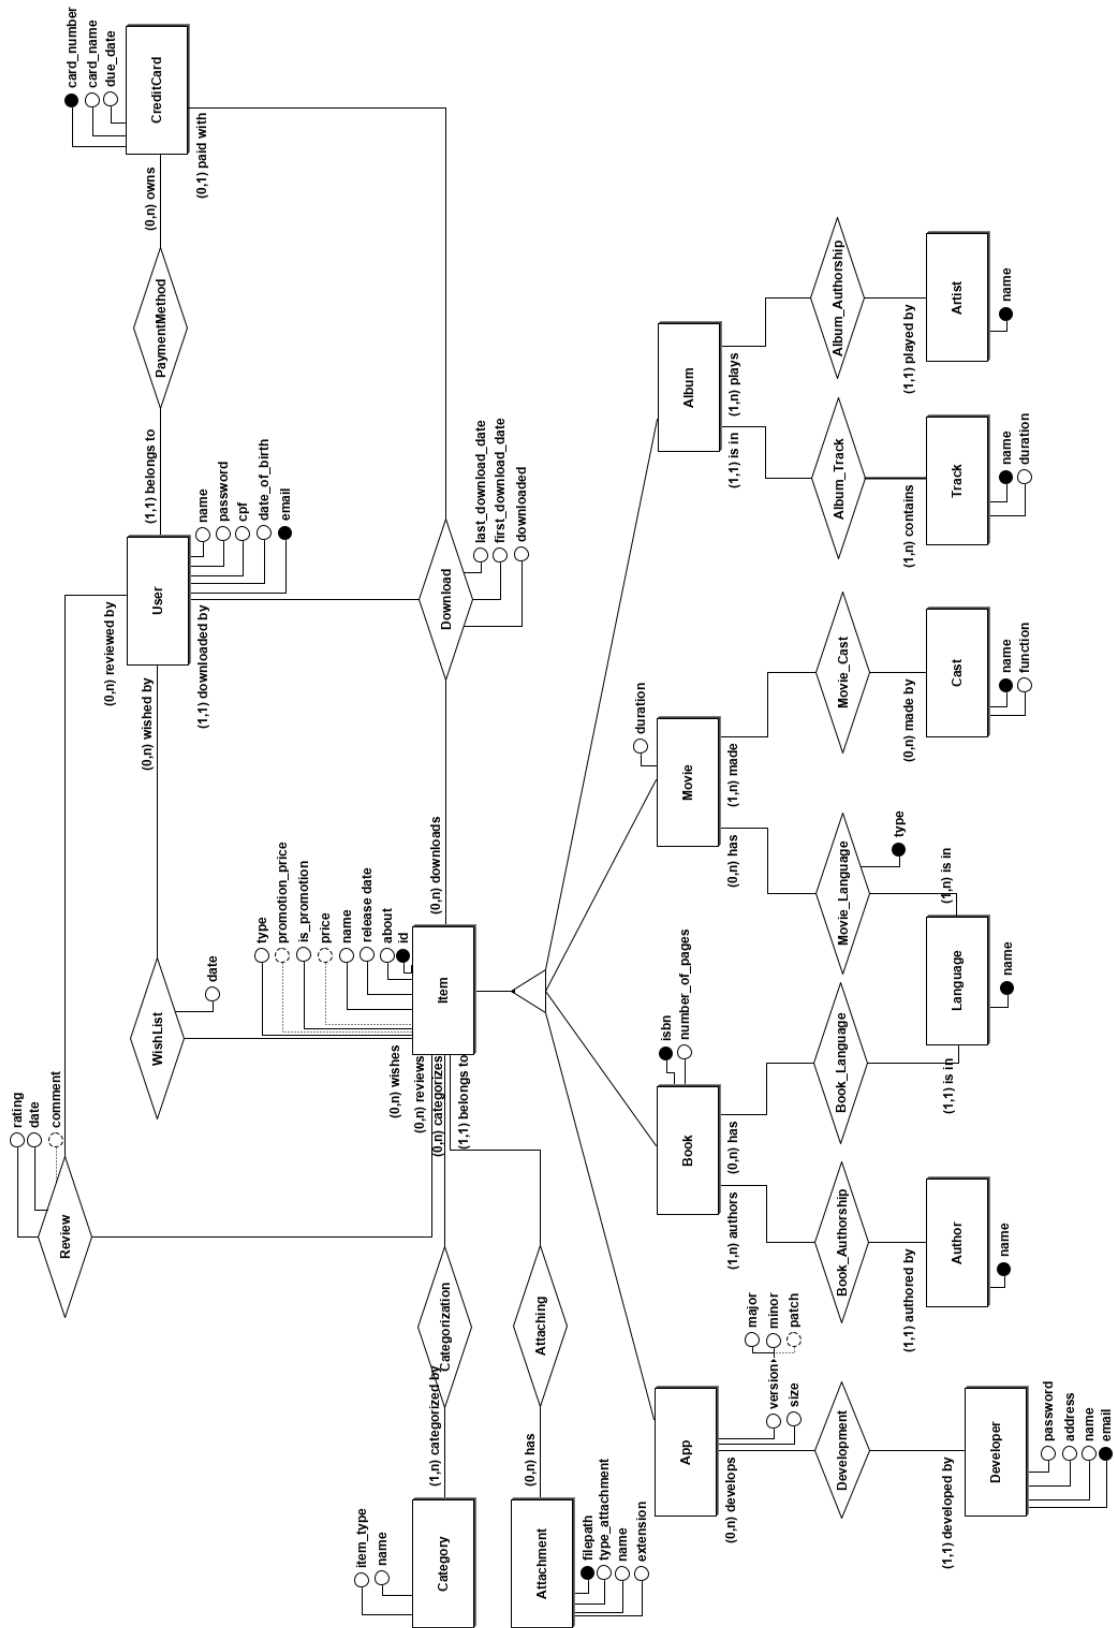 card_number
card_name
due_date
CreditCard
(0,n) owns
(0,1) paid with
PaymentMethod
(1,1) belongs to
User
name
password
cpf
date_of_birth
email
(0,n) reviewed by
(0,n) wished by
(1,1) downloaded by
last_download_date
first_download_date
downloaded
Download
(0,n) downloads
WishList
date
rating
date
comment
Review
type
promotion_price
is_promotion
price
name
release date
about
id
Item
(0,n) wishes
(0,n) reviews
(0,n) categorizes
(1,1) belongs to
Categorization
(1,n) categorized by
item_type
name
Category
Attaching
(0,n) has
Attachment
filepath
type_attachment
name
extension
App
version
major
minor
patch
size
(0,n) develops
Development
(1,1) developed by
Developer
password
address
name
email
Book
isbn
number_of_pages
(1,n) authors
(0,n) has
Book_Authorship
(1,1) authored by
Author
name
Book_Language
(1,1) is in
Language
name
Movie
duration
(0,n) has
(1,n) made
Movie_Language
type
(1,n) is in
Movie_Cast
(0,n) made by
Cast
name
function
Album
(1,1) is in
(1,n) plays
Album_Track
(1,n) contains
Track
name
duration
Album_Authorship
(1,1) played by
Artist
name